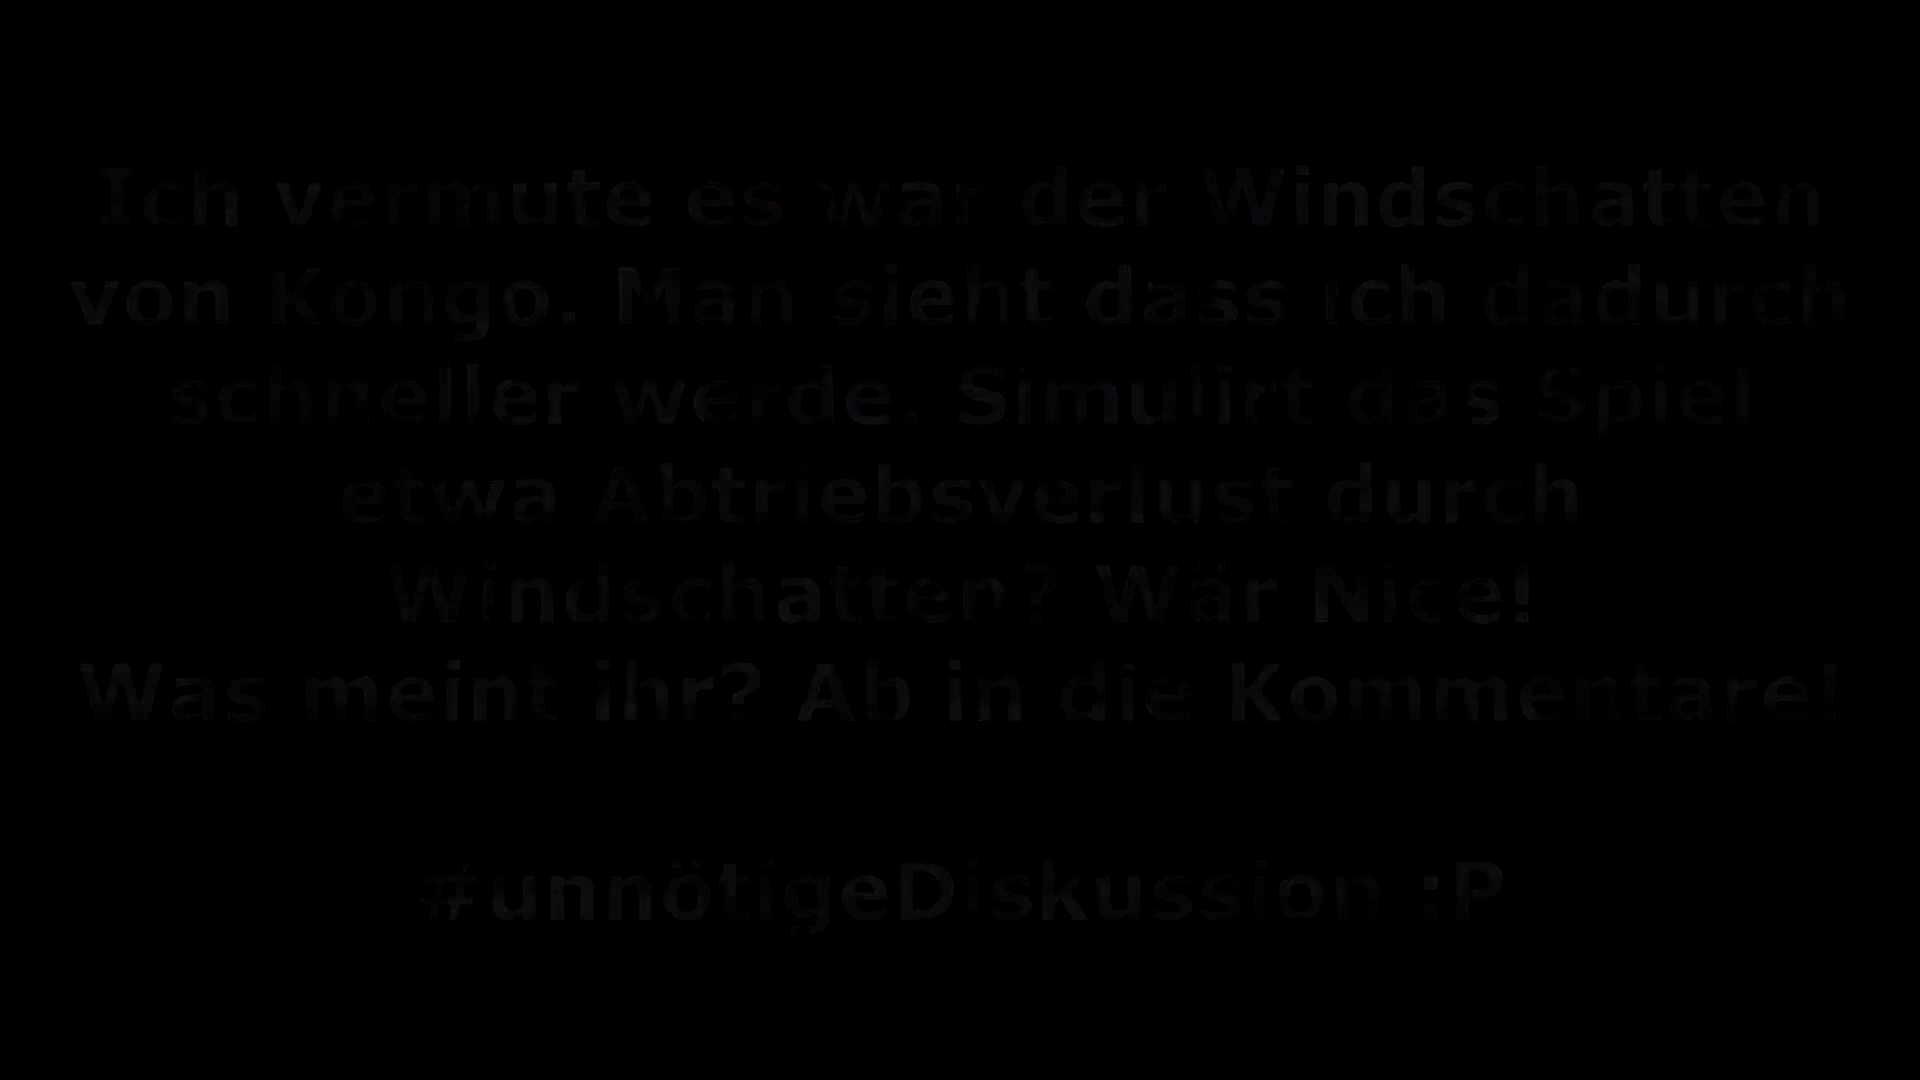 Ich vermute es war der Windschatten
von Kongo. Man sieht dass ich dadurch
schneller werde. Simulirt das Spiel
etwa Abtriebsverlust durch
Windschatten? Wär Nice!
Was meint ihr? Ab in die Kommentare!
#unnötigeDiskussion :P